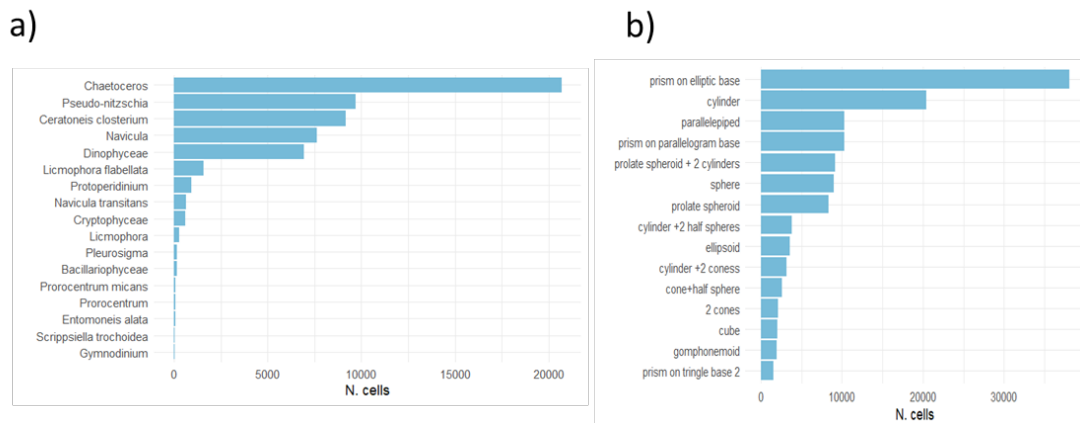 a)
Chaetoceros
Pseudo-nitzschia
Ceratoneis closterium
Navicula
Dinophyceae
Licmophora flabellata
Protoperidinium
Navicula transitans
Cryptophyceae
Licmophora
Pleurosigma
Bacillariophyceae
Prorocentrum micans
Prorocentrum
Entomoneis alata
Scrippsiella trochoidea
Gymnodinium
0 5000 10000 15000 20000
N. cells
b)
prism on elliptic base
cylinder
parallelepiped
prism on parallelogram base
prolate spheroid + 2 cylinders
sphere
prolate spheroid
cylinder +2 half spheres
ellipsoid
cylinder +2 coness
cone+half sphere
2 cones
cube
gomphonemoid
prism on tringle base 2
0 10000 20000 30000
N. cells